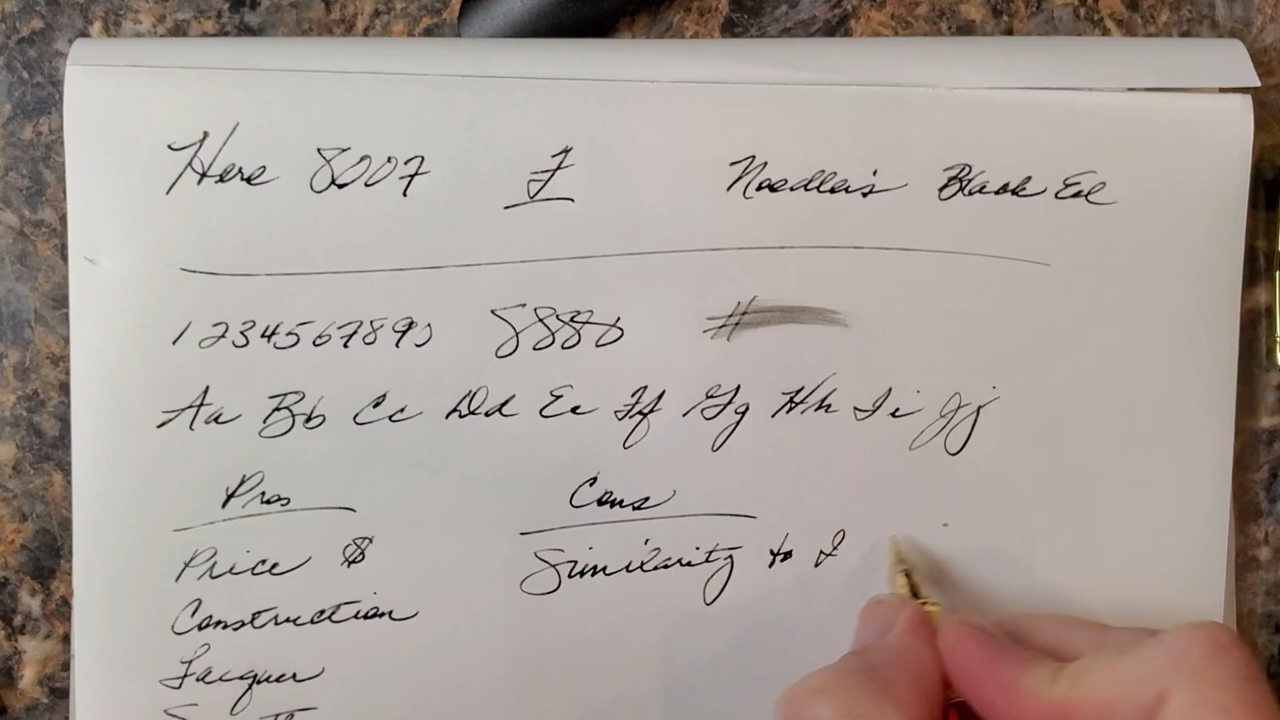 Hero 8007 F Noodler's Black Eel
1234567890 8880 #
Aa Bb Cc Dd Ee Ff Gg Hh Ii Jj
Pros Cons
Price $ Similarity to I
Construction
Lacquer